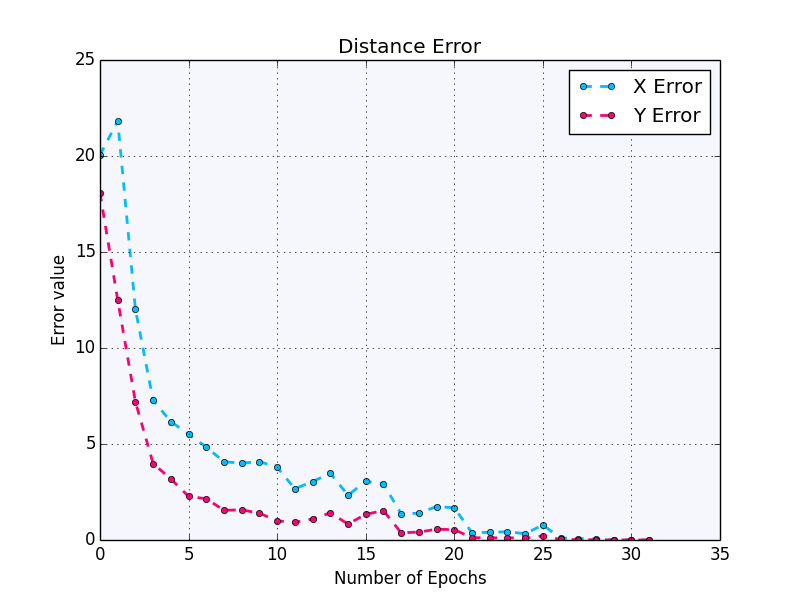 Distance Error
25
20
15
10
5
0
Error value
X Error
Y Error
0 5 10 15 20 25 30 35
Number of Epochs